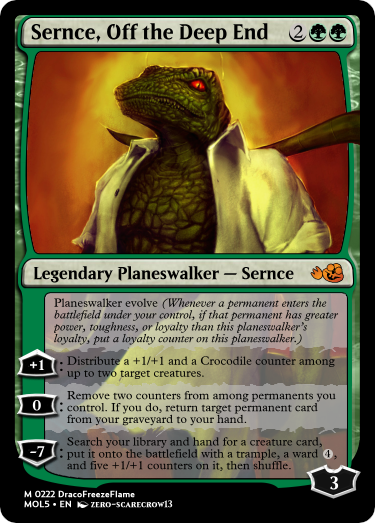 Sernce, Off the Deep End 2
Legendary Planeswalker — Sernce
Planeswalker evolve (Whenever a permanent enters the
battlefield under your control, if that permanent has greater
power, toughness, or loyalty than this planeswalker's
loyalty, put a loyalty counter on this planeswalker.)
+1: Distribute a +1/+1 and a Crocodile counter among
up to two target creatures.
0: Remove two counters from among permanents you
control. If you do, return target permanent card
from your graveyard to your hand.
-7: Search your library and hand for a creature card,
put it onto the battlefield with a trample, a ward 4,
and five +1/+1 counters on it, then shuffle.
3
M 0222 DracoFreezeFlame
MOL5 • EN ZERO-SCARECROW13